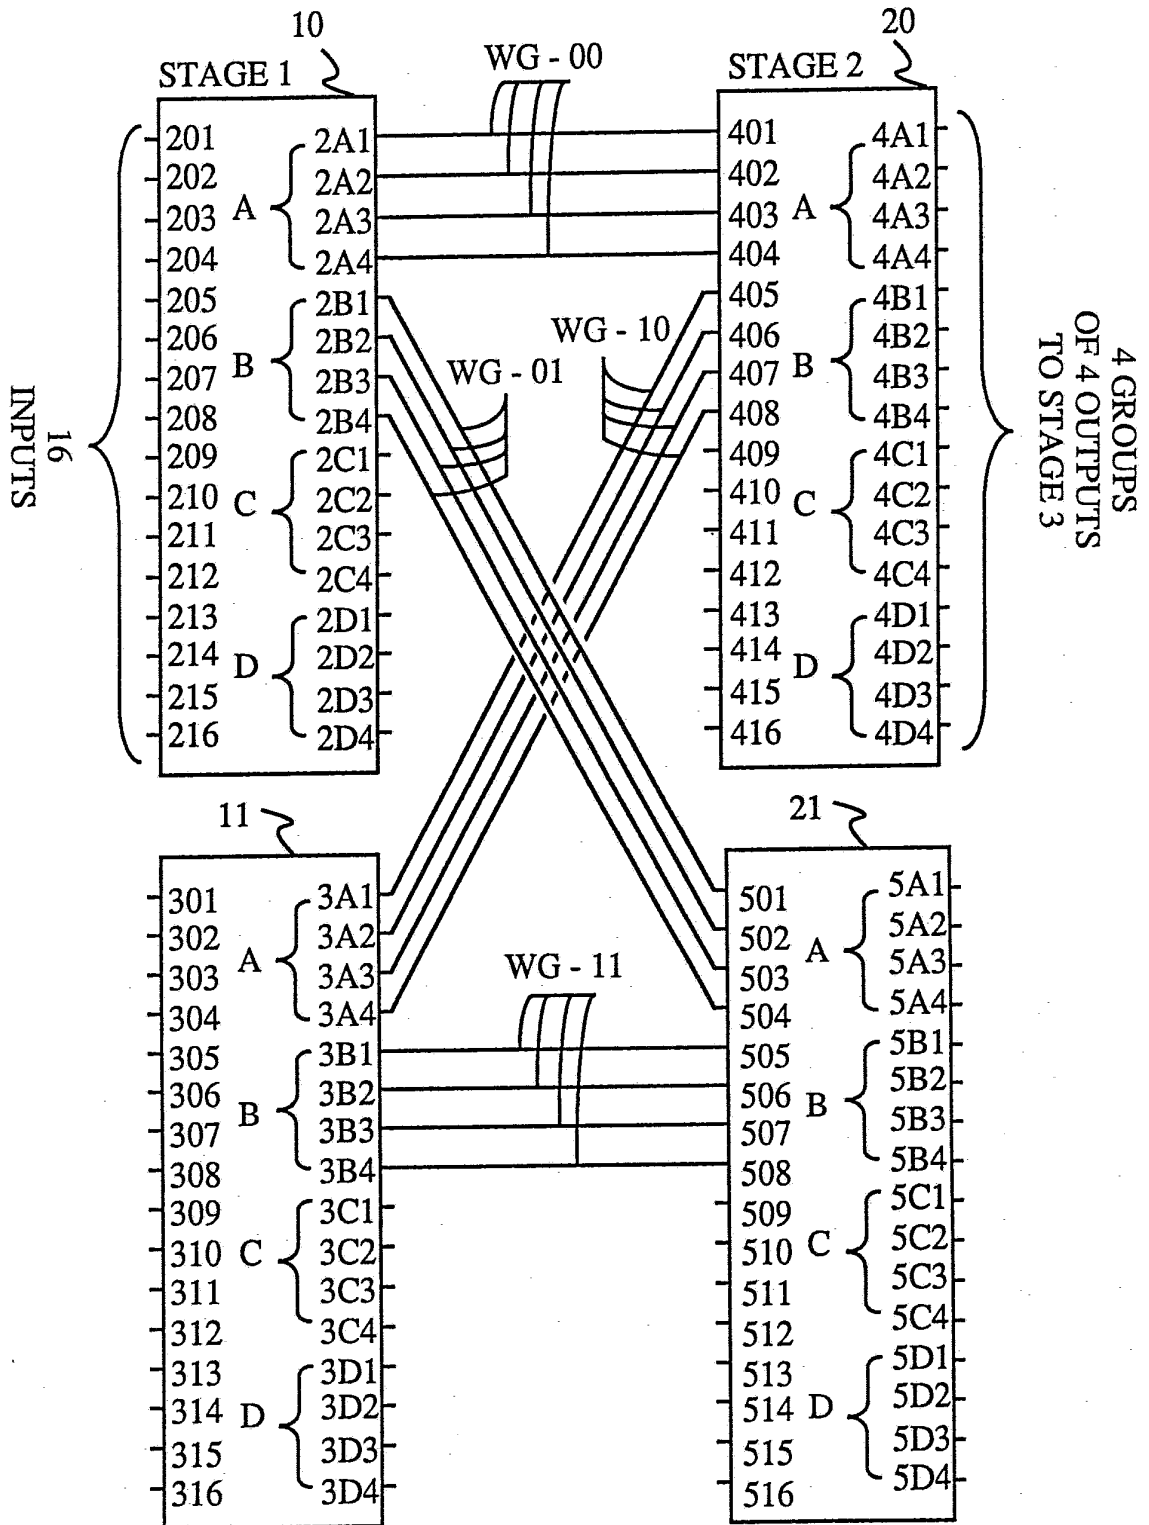 10
WG - 00
20
STAGE 1
STAGE 2
201
202
203
204
205
206
207
208
209
210
211
212
213
214
215
216
A
B
C
D
2A1
2A2
2A3
2A4
2B1
2B2
2B3
2B4
2C1
2C2
2C3
2C4
2D1
2D2
2D3
2D4
16
INPUTS
WG - 01
WG - 10
401
402
403
404
405
406
407
408
409
410
411
412
413
414
415
416
A
B
C
D
4A1
4A2
4A3
4A4
4B1
4B2
4B3
4B4
4C1
4C2
4C3
4C4
4D1
4D2
4D3
4D4
4 GROUPS
OF 4 OUTPUTS
TO STAGE 3
11
21
301
302
303
304
305
306
307
308
309
310
311
312
313
314
315
316
A
B
C
D
3A1
3A2
3A3
3A4
3B1
3B2
3B3
3B4
3C1
3C2
3C3
3C4
3D1
3D2
3D3
3D4
WG - 11
501
502
503
504
505
506
507
508
509
510
511
512
513
514
515
516
A
B
C
D
5A1
5A2
5A3
5A4
5B1
5B2
5B3
5B4
5C1
5C2
5C3
5C4
5D1
5D2
5D3
5D4